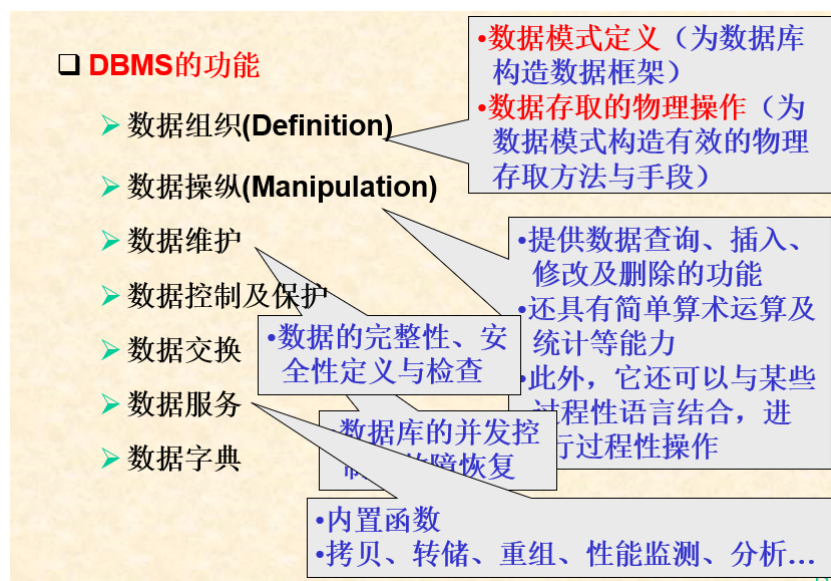 DBMS的功能
数据组织(Definition)
数据操纵(Manipulation)
数据维护
数据控制及保护
数据交换
数据服务
数据字典
•数据模式定义（为数据库
构造数据框架）
•数据存取的物理操作（为
数据模式构造有效的物理
存取方法与手段）
•提供数据查询、插入、
修改及删除的功能
•还具有简单算术运算及
统计等能力
•此外，它还可以与某些
过程性语言结合，进
行过程性操作
•数据的完整性、安
全性定义与检查
•数据库的并发控
制 故障恢复
•内置函数
•拷贝、转储、重组、性能监测、分析…